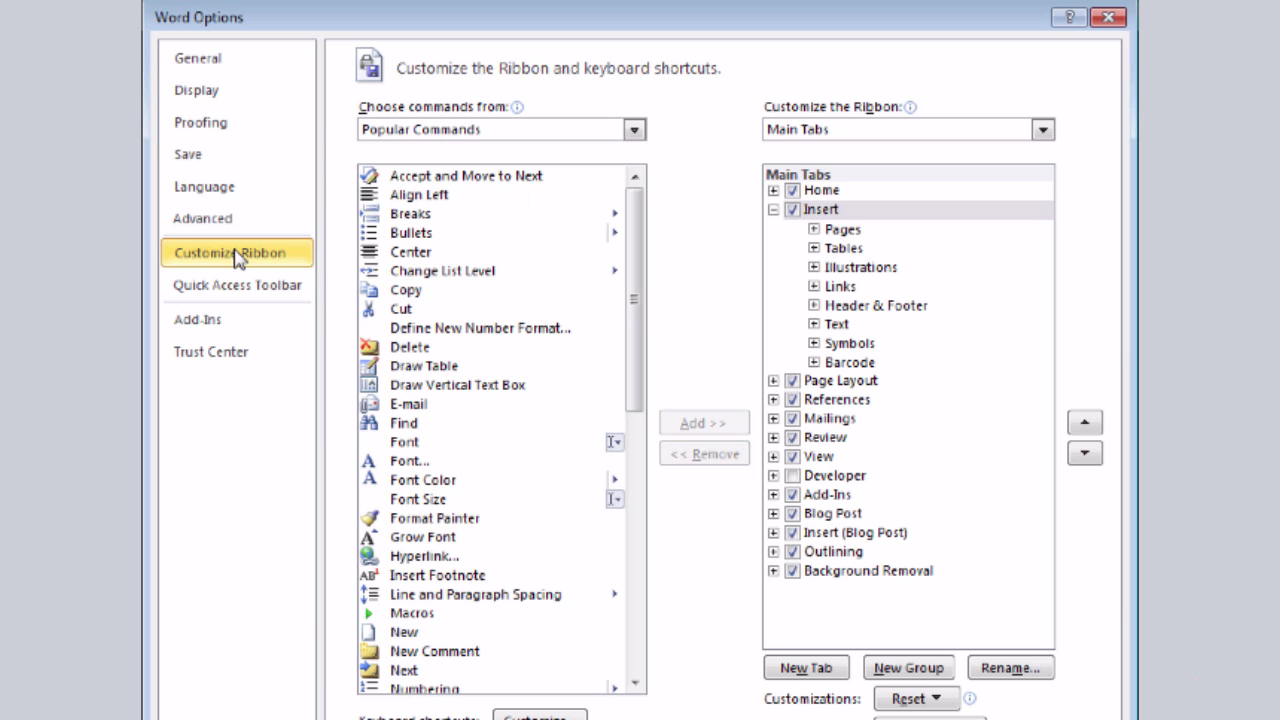 Word Options
General
Display
Proofing
Save
Language
Advanced
Customize Ribbon
Quick Access Toolbar
Add-Ins
Trust Center
Customize the Ribbon and keyboard shortcuts.
Choose commands from:
Popular Commands
Accept and Move to Next
Align Left
Breaks
Bullets
Center
Change List Level
Copy
Cut
Define New Number Format...
Delete
Draw Table
Draw Vertical Text Box
E-mail
Find
Font
Font...
Font Color
Font Size
Format Painter
Grow Font
Hyperlink...
Insert Footnote
Line and Paragraph Spacing
Macros
New
New Comment
Next
Numbering
Keyboard shortcuts: Customize...
Add >>
<< Remove
Customize the Ribbon:
Main Tabs
Main Tabs
Home
Insert
Pages
Tables
Illustrations
Links
Header & Footer
Text
Symbols
Barcode
Page Layout
References
Mailings
Review
View
Developer
Add-Ins
Blog Post
Insert (Blog Post)
Outlining
Background Removal
New Tab New Group Rename...
Customizations: Reset